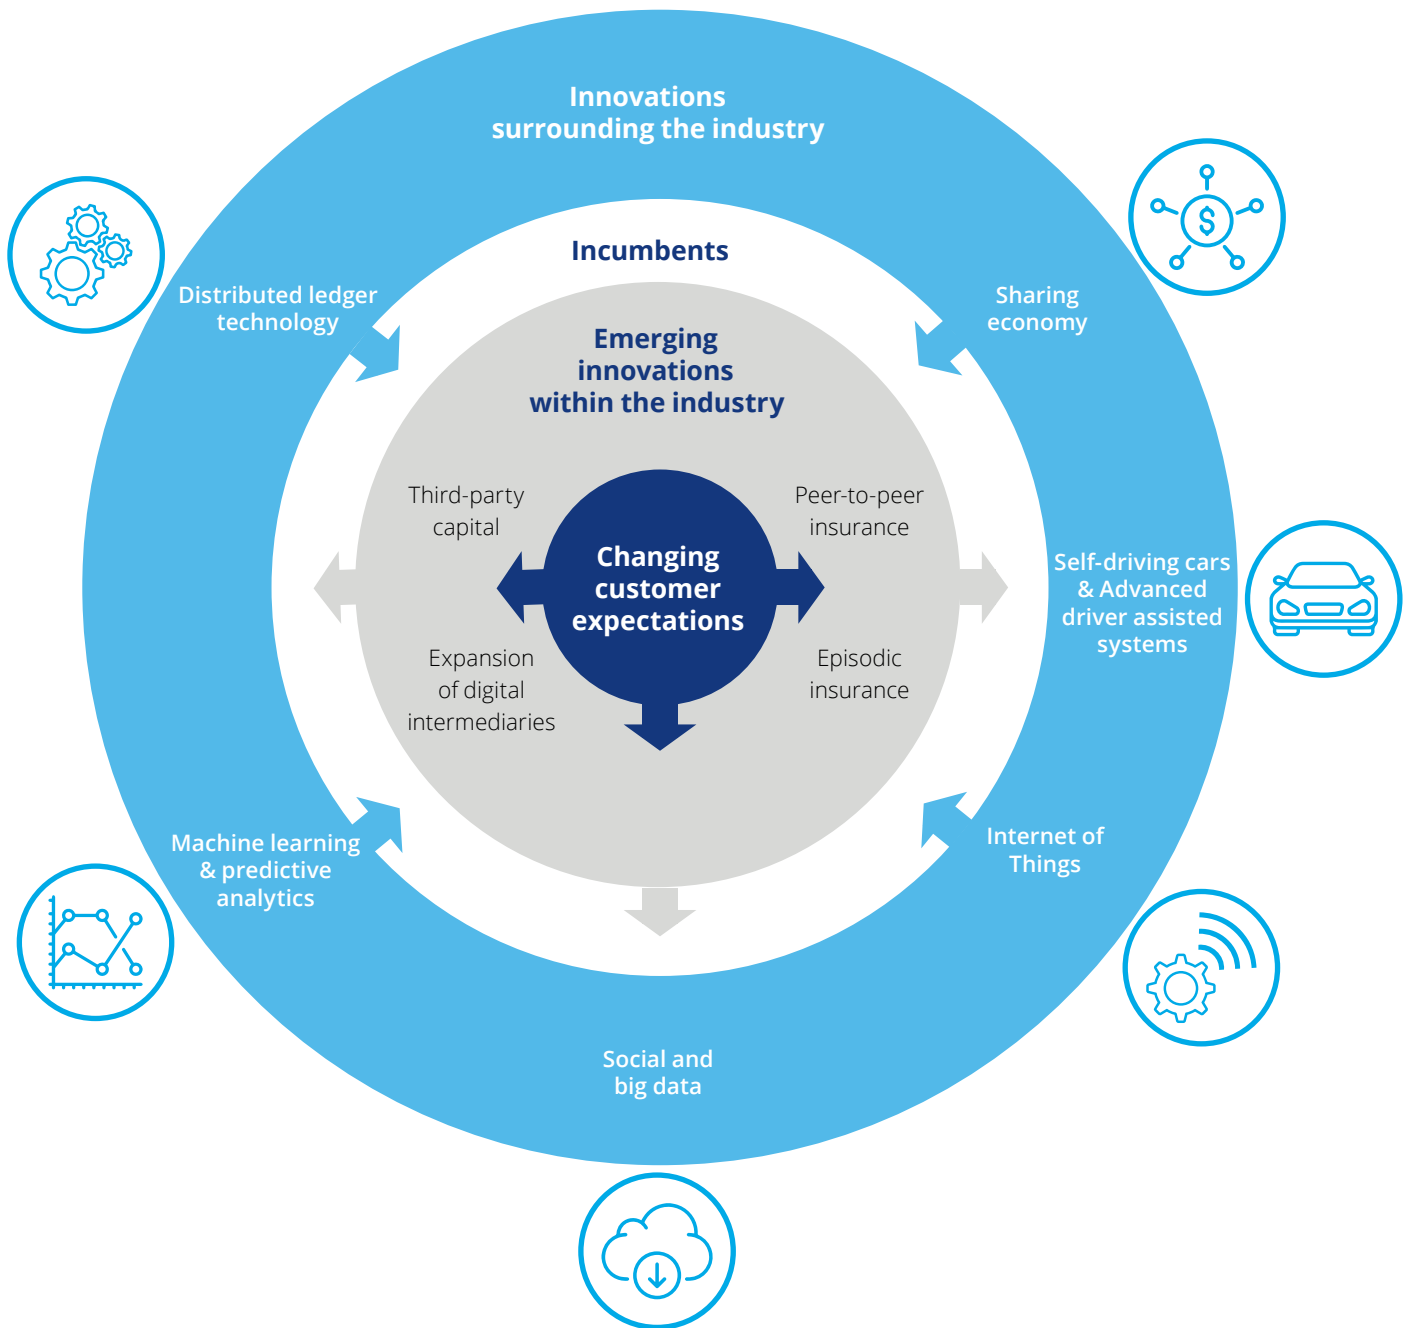 Innovations
surrounding the industry
Incumbents
Distributed ledger
technology
Sharing
economy
Emerging
innovations
within the industry
Third-party
capital
Peer-to-peer
insurance
Changing
customer
expectations
Self-driving cars
& Advanced
driver assisted
systems
Expansion
of digital
intermediaries
Episodic
insurance
Machine learning
& predictive
analytics
Internet of
Things
Social and
big data
$